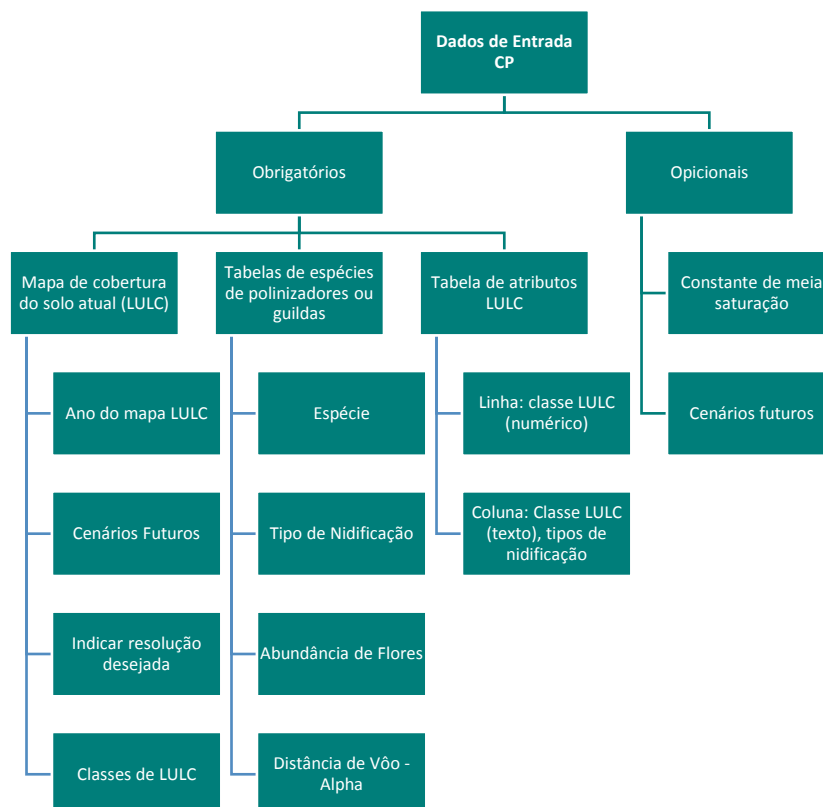 Dados de Entrada
CP
Obrigatórios
Opicionais
Mapa de cobertura
do solo atual (LULC)
Tabelas de espécies
de polinizadores ou
guildas
Tabela de atributos
LULC
Constante de meia
saturação
Ano do mapa LULC
Espécie
Linha: classe LULC
(numérico)
Cenários futuros
Cenários Futuros
Tipo de Nidificação
Coluna: Classe LULC
(texto), tipos de
nidificação
Indicar resolução
desejada
Abundância de Flores
Classes de LULC
Distância de Vôo -
Alpha